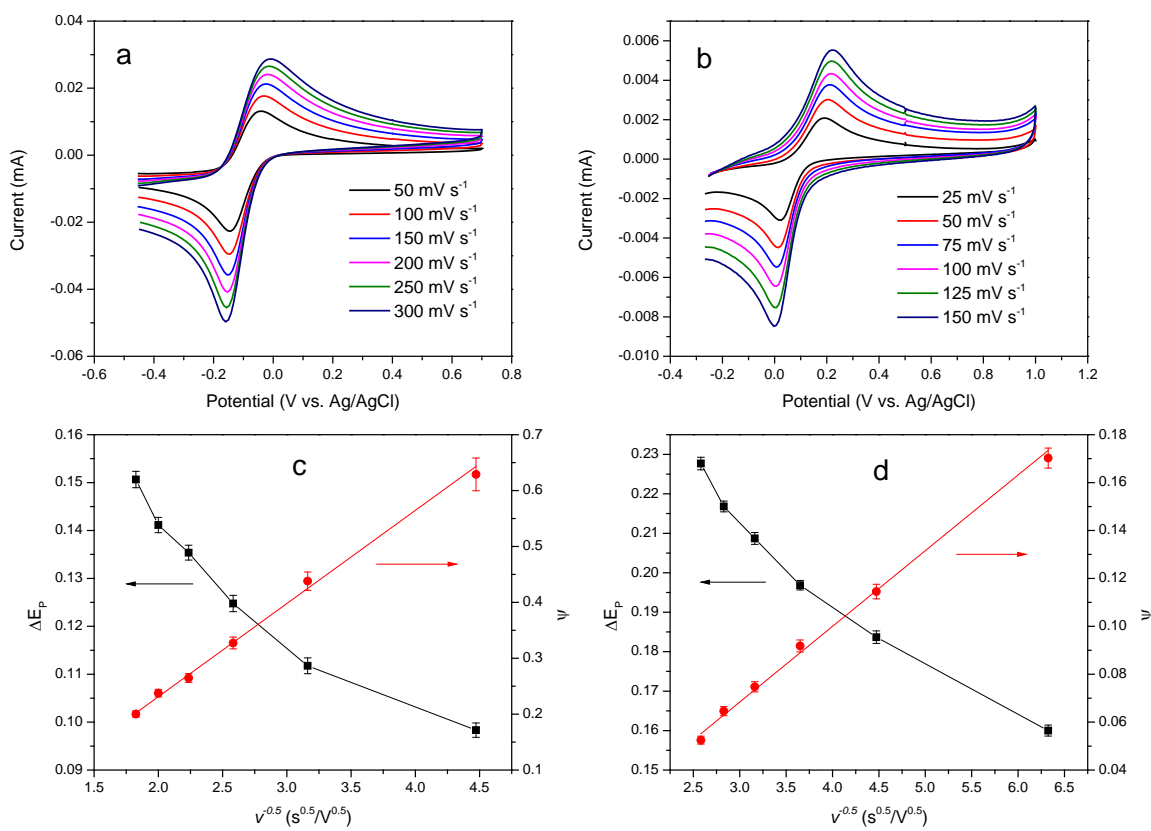 a
0.04
0.02
0.00
-0.02
-0.04
-0.06
Current (mA)
50 mV s⁻¹
100 mV s⁻¹
150 mV s⁻¹
200 mV s⁻¹
250 mV s⁻¹
300 mV s⁻¹
-0.6 -0.4 -0.2 0.0 0.2 0.4 0.6 0.8
Potential (V vs. Ag/AgCl)
b
0.006
0.004
0.002
0.000
-0.002
-0.004
-0.006
-0.008
-0.010
Current (mA)
25 mV s⁻¹
50 mV s⁻¹
75 mV s⁻¹
100 mV s⁻¹
125 mV s⁻¹
150 mV s⁻¹
-0.4 -0.2 0.0 0.2 0.4 0.6 0.8 1.0 1.2
Potential (V vs. Ag/AgCl)
c
0.16
0.15
0.14
0.13
0.12
0.11
0.10
0.09
ΔE_P
0.7
0.6
0.5
0.4
0.3
0.2
0.1
Ψ
1.5 2.0 2.5 3.0 3.5 4.0 4.5
v⁻⁰·⁵ (s⁰·⁵/V⁰·⁵)
d
0.23
0.22
0.21
0.20
0.19
0.18
0.17
0.16
0.15
ΔE_P
0.18
0.16
0.14
0.12
0.10
0.08
0.06
0.04
Ψ
2.5 3.0 3.5 4.0 4.5 5.0 5.5 6.0 6.5
v⁻⁰·⁵ (s⁰·⁵/V⁰·⁵)